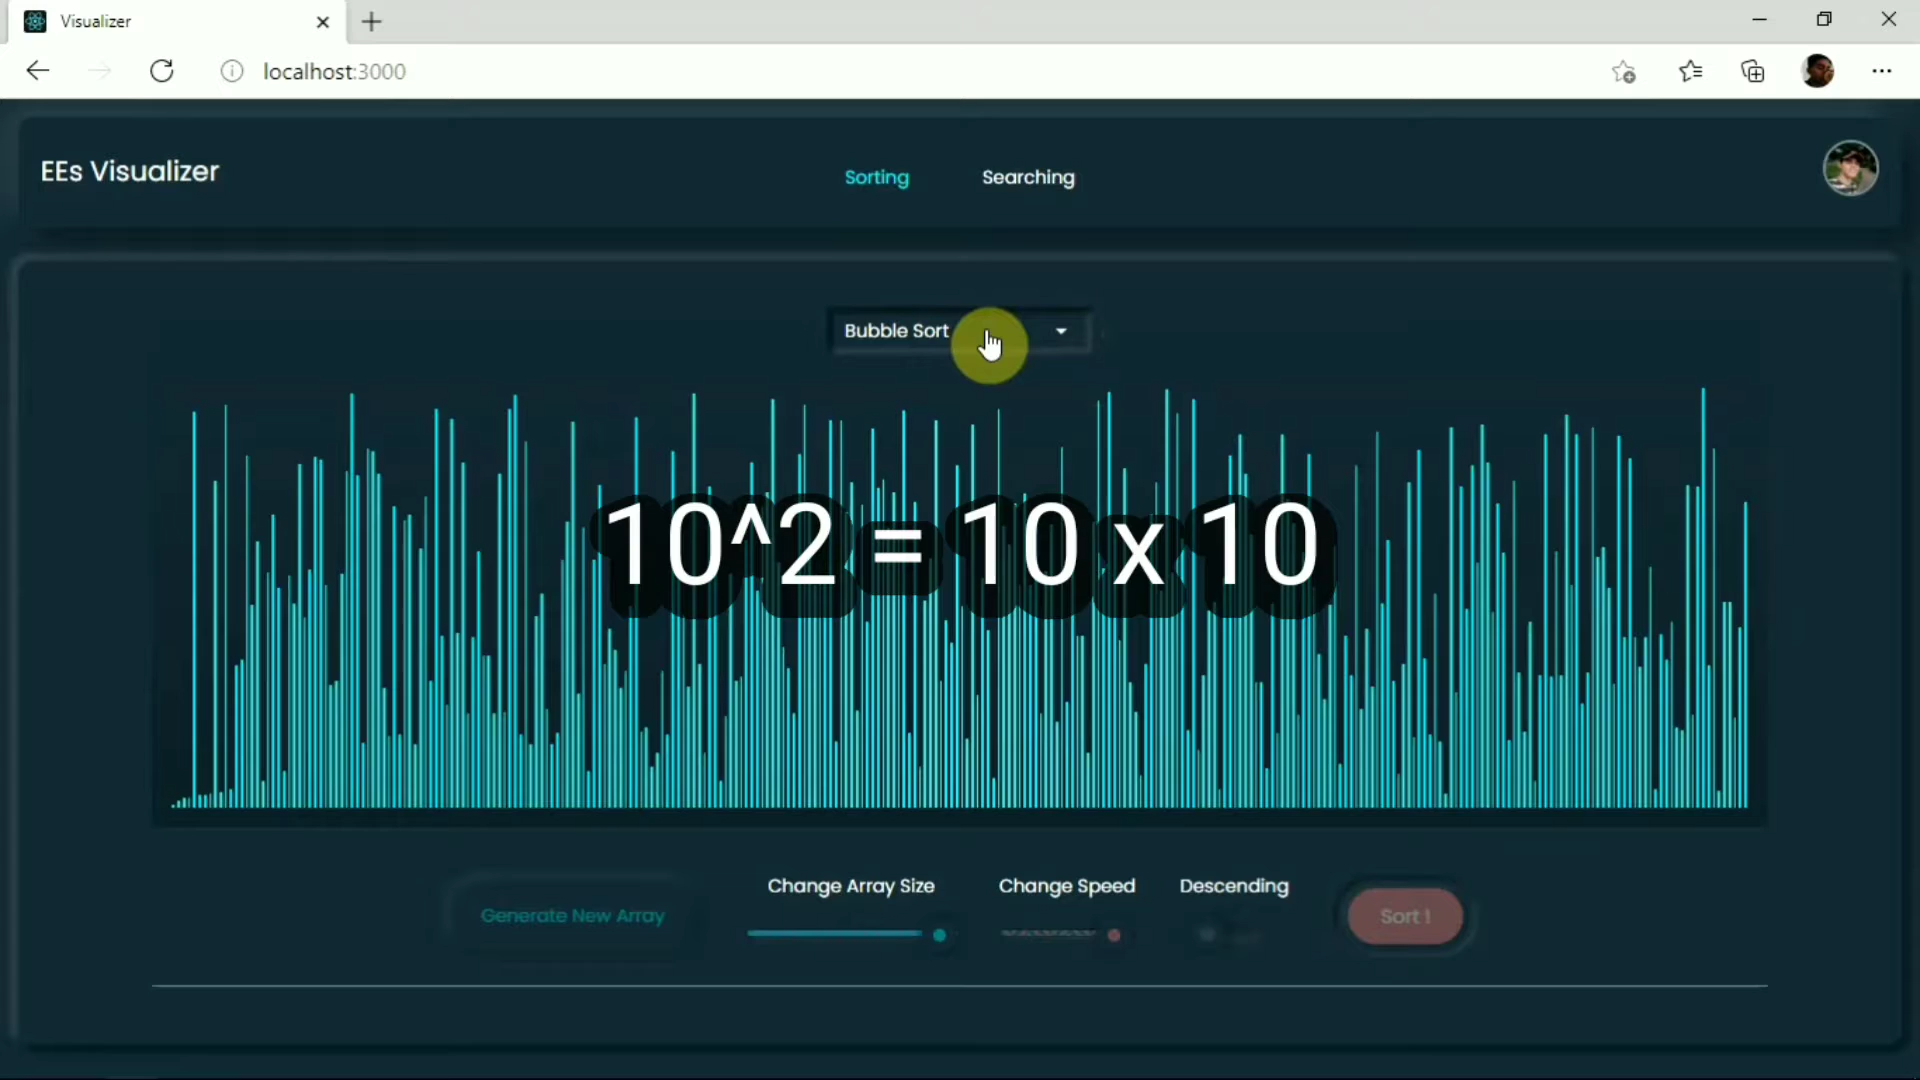 Visualizer
localhost:3000
EEs Visualizer
Sorting
Searching
Bubble Sort
10^2 = 10 x 10
Change Array Size
Change Speed
Descending
Generate New Array
Sort !